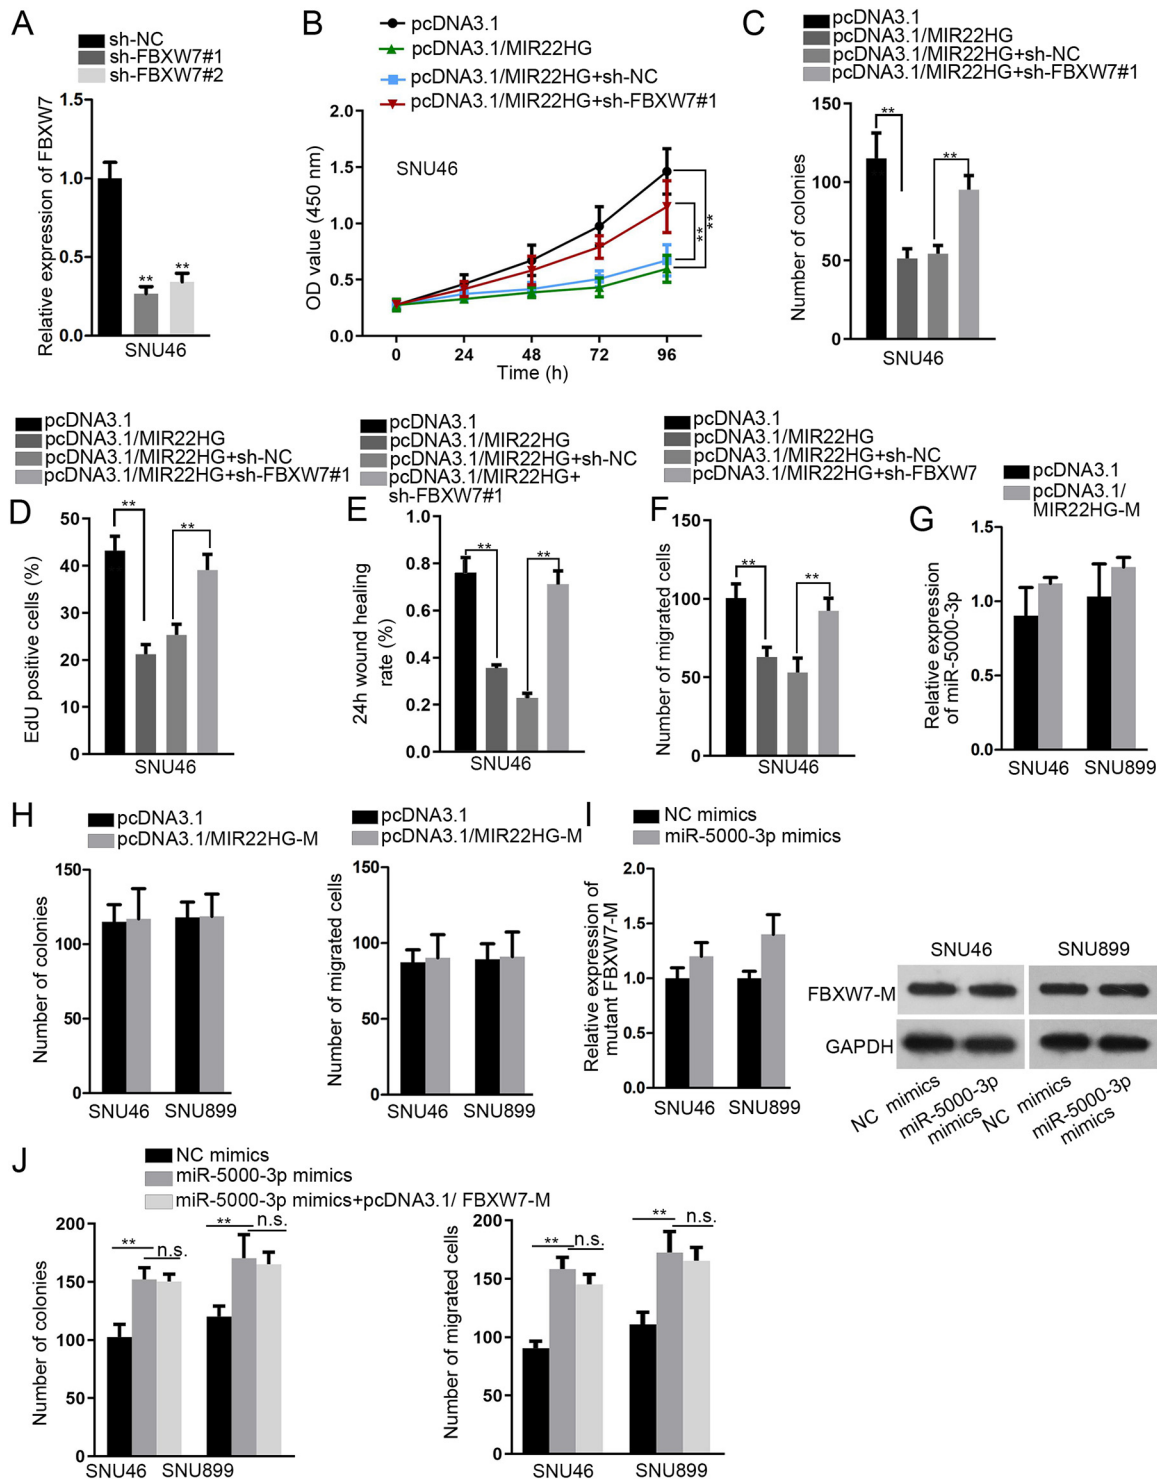 A
sh-NC
sh-FBXW7#1
sh-FBXW7#2
Relative expression of FBXW7
1.5
1.0
0.5
0.0
**
**
SNU46
B
pcDNA3.1
pcDNA3.1/MIR22HG
pcDNA3.1/MIR22HG+sh-NC
pcDNA3.1/MIR22HG+sh-FBXW7#1
OD value (450 nm)
2.0
1.5
1.0
0.5
0.0
SNU46
**
**
0 24 48 72 96
Time (h)
C
pcDNA3.1
pcDNA3.1/MIR22HG
pcDNA3.1/MIR22HG+sh-NC
pcDNA3.1/MIR22HG+sh-FBXW7#1
Number of colonies
150
100
50
0
**
**
SNU46
D
pcDNA3.1
pcDNA3.1/MIR22HG
pcDNA3.1/MIR22HG+sh-NC
pcDNA3.1/MIR22HG+sh-FBXW7#1
EdU positive cells (%)
50
40
30
20
10
0
**
**
SNU46
E
pcDNA3.1
pcDNA3.1/MIR22HG
pcDNA3.1/MIR22HG+sh-NC
pcDNA3.1/MIR22HG+
sh-FBXW7#1
24h wound healing
rate (%)
1.0
0.8
0.6
0.4
0.2
0.0
**
**
SNU46
F
pcDNA3.1
pcDNA3.1/MIR22HG
pcDNA3.1/MIR22HG+sh-NC
pcDNA3.1/MIR22HG+sh-FBXW7
Number of migrated cells
150
100
50
0
**
**
SNU46
G
pcDNA3.1
pcDNA3.1/
MIR22HG-M
Relative expression
of miR-5000-3p
1.5
1.0
0.5
0.0
SNU46 SNU899
H
pcDNA3.1
pcDNA3.1/MIR22HG-M
Number of colonies
150
100
50
0
SNU46 SNU899
pcDNA3.1
pcDNA3.1/MIR22HG-M
Number of migrated cells
150
100
50
0
SNU46 SNU899
I
NC mimics
miR-5000-3p mimics
Relative expression of
mutant FBXW7-M
2.0
1.5
1.0
0.5
0.0
SNU46 SNU899
SNU46 SNU899
FBXW7-M
GAPDH
NC mimics
miR-5000-3p
mimics
NC mimics
miR-5000-3p
mimics
J
NC mimics
miR-5000-3p mimics
miR-5000-3p mimics+pcDNA3.1/ FBXW7-M
Number of colonies
200
150
100
50
0
**
n.s.
**
n.s.
SNU46 SNU899
Number of migrated cells
200
150
100
50
0
**
n.s.
**
n.s.
SNU46 SNU899